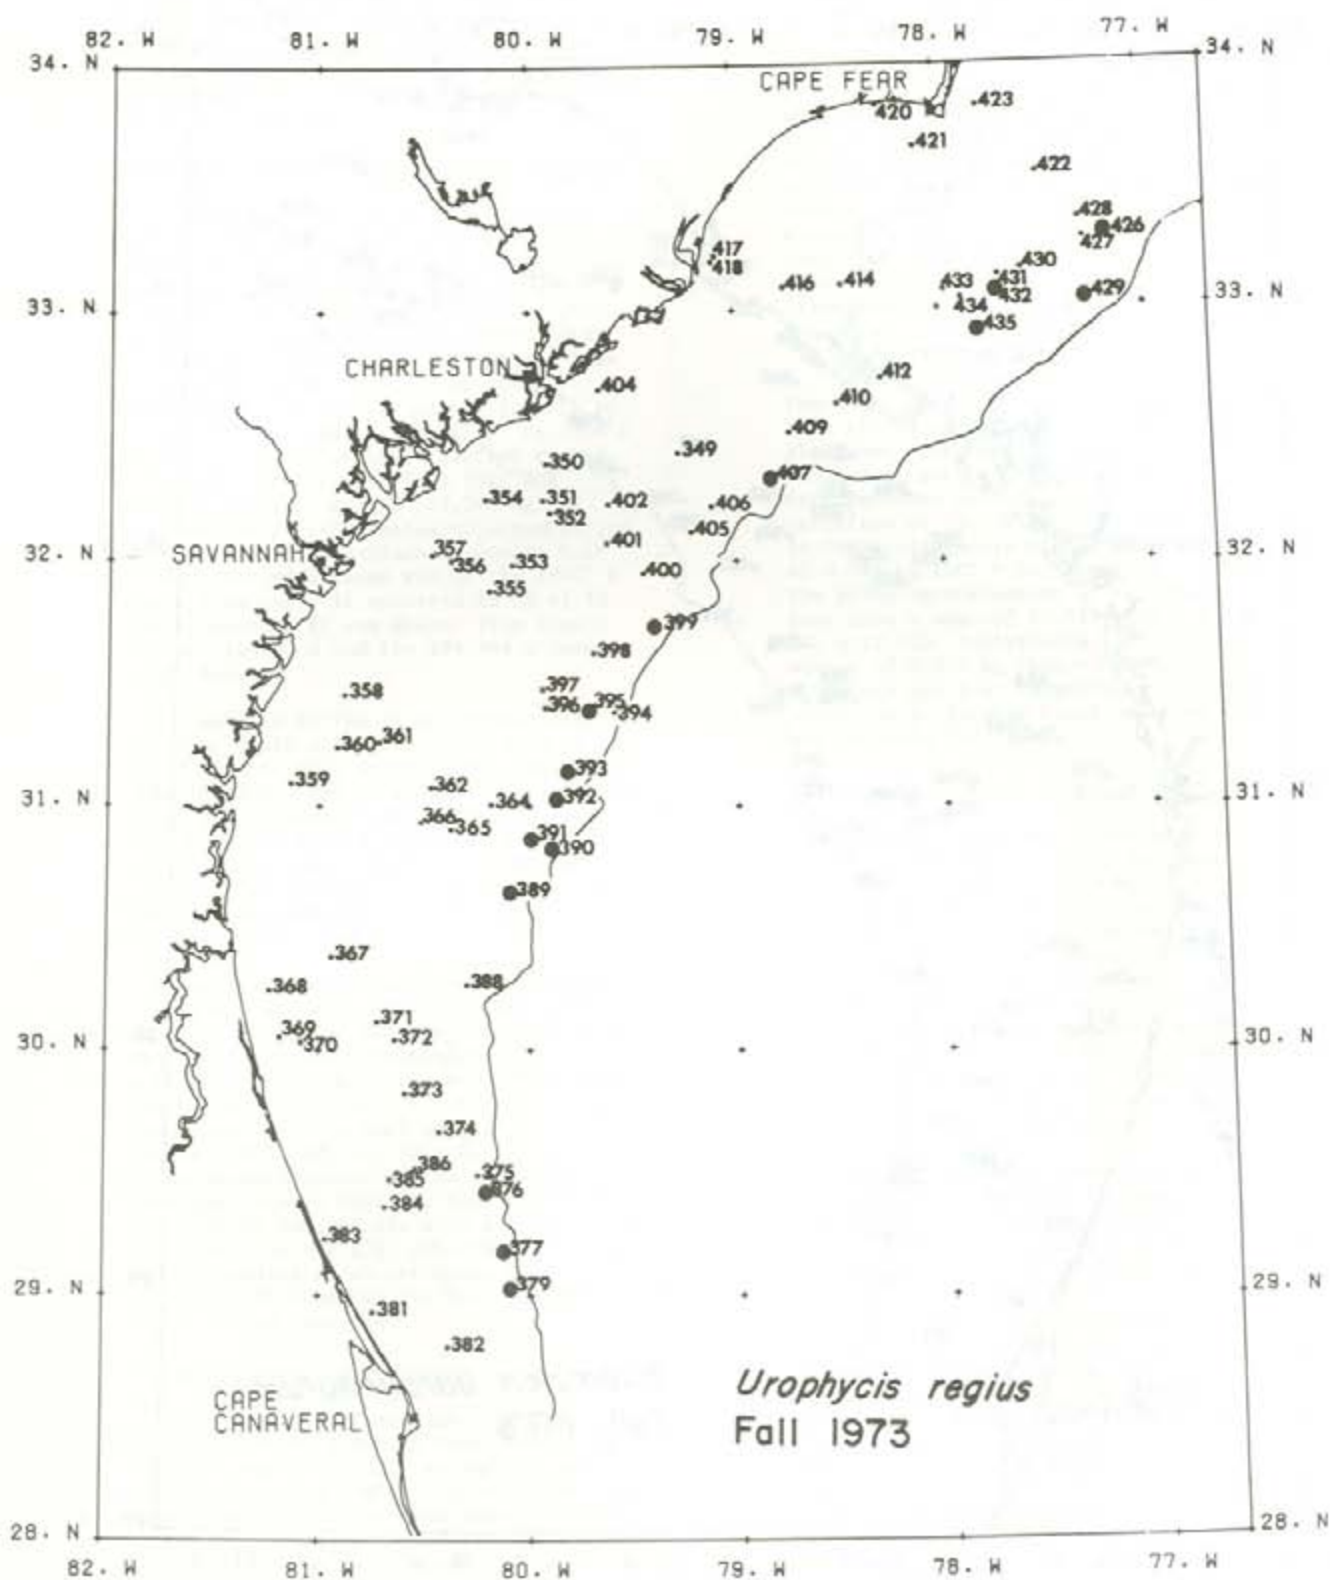 82. W 81. W 80. W 79. W 78. W 77. W
34. N 34. N
CAPE FEAR
.423
.420
.421
.422
.428
426
.427
.417
.418
.430
.416 .414 .433 .431
.432 429
33. N 33. N
.434
435
CHARLESTON
.404
.412
.410
.409
.349
.350
407
.354 .351 .402 .406
.352
.405
.401
32. N 32. N
SAVANNAH
.357
.356 .353 .400
.355
399
.398
.358 .397
.396 395 .394
.361
.360
.359 393
.362
31. N 31. N
.364 392
.366
.365 391
390
389
.367
.368 .388
.371
.369
.370 .372
30. N 30. N
.373
.374
.386
.385 .375
376
.384
.383
377
29. N 29. N
379
.381
.382
CAPE
CANAVERAL
Urophycis regius
Fall 1973
28. N 28. N
82. W 81. W 80. W 79. W 78. W 77. W